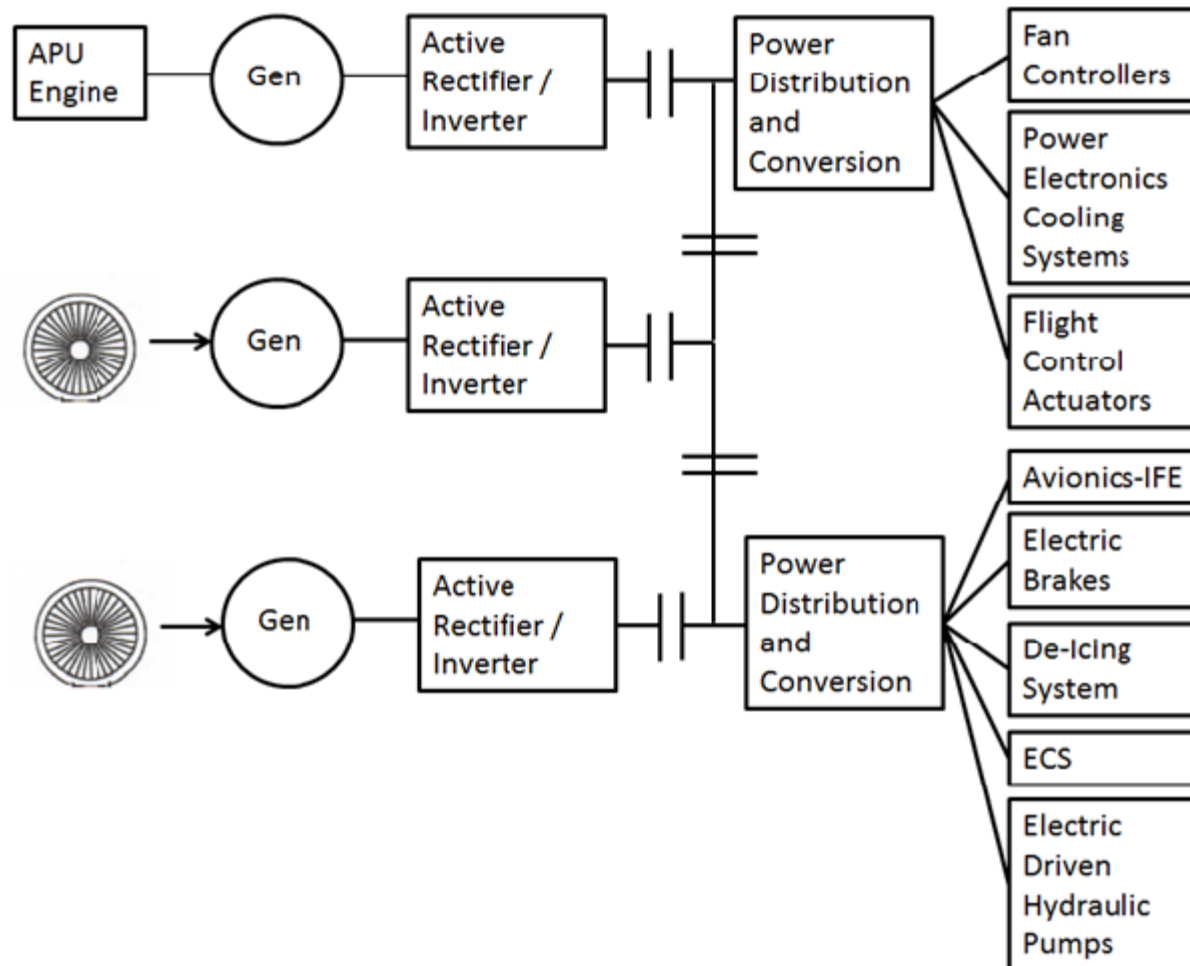 APU
Engine
Gen
Active
Rectifier /
Inverter
Power
Distribution
and
Conversion
Fan
Controllers
Power
Electronics
Cooling
Systems
Flight
Control
Actuators
Gen
Active
Rectifier /
Inverter
Gen
Active
Rectifier /
Inverter
Power
Distribution
and
Conversion
Avionics-IFE
Electric
Brakes
De-Icing
System
ECS
Electric
Driven
Hydraulic
Pumps